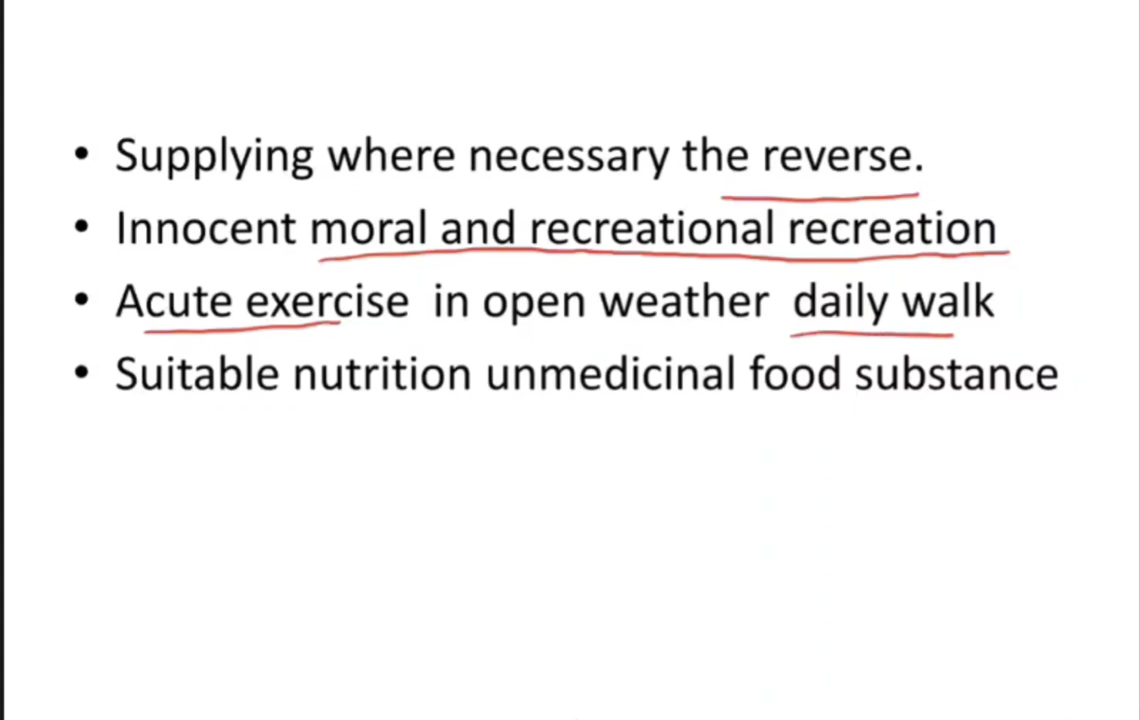 • Supplying where necessary the reverse.
• Innocent moral and recreational recreation
• Acute exercise in open weather daily walk
• Suitable nutrition unmedicinal food substance